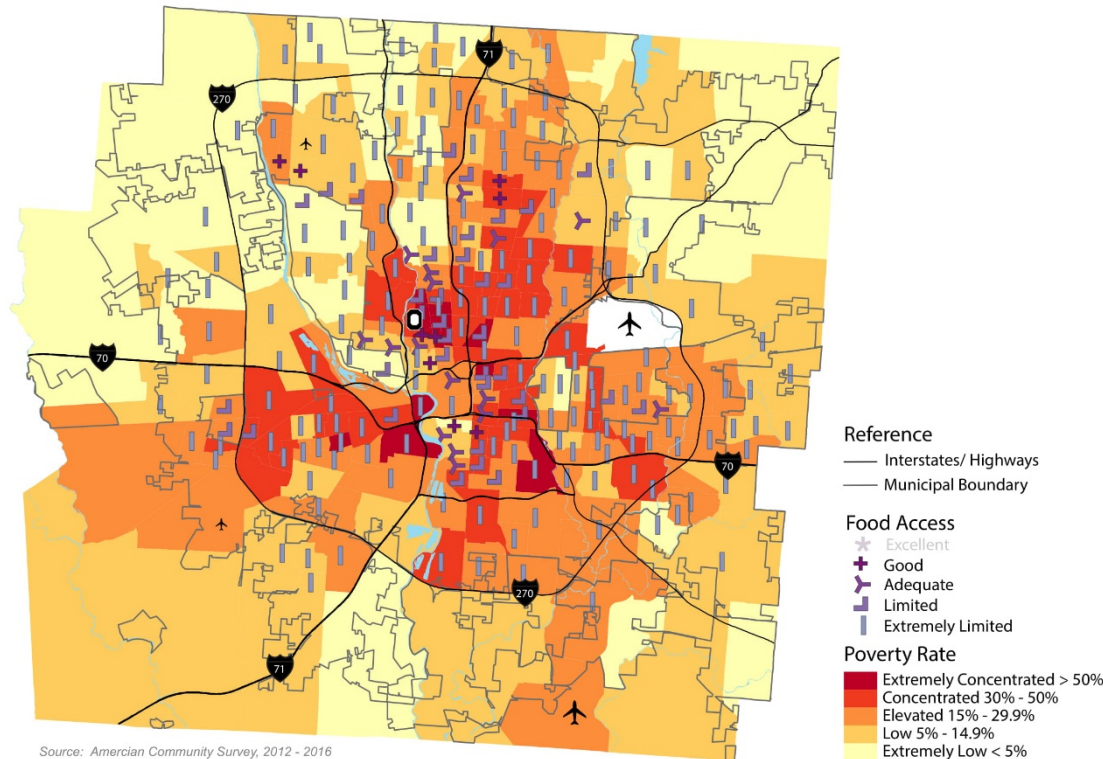 71
270
70
70
270
71
Reference
Interstates/ Highways
Municipal Boundary
Food Access
Excellent
Good
Adequate
Limited
Extremely Limited
Poverty Rate
Extremely Concentrated > 50%
Concentrated 30% - 50%
Elevated 15% - 29.9%
Low 5% - 14.9%
Extremely Low < 5%
Source: Amercian Community Survey, 2012 - 2016